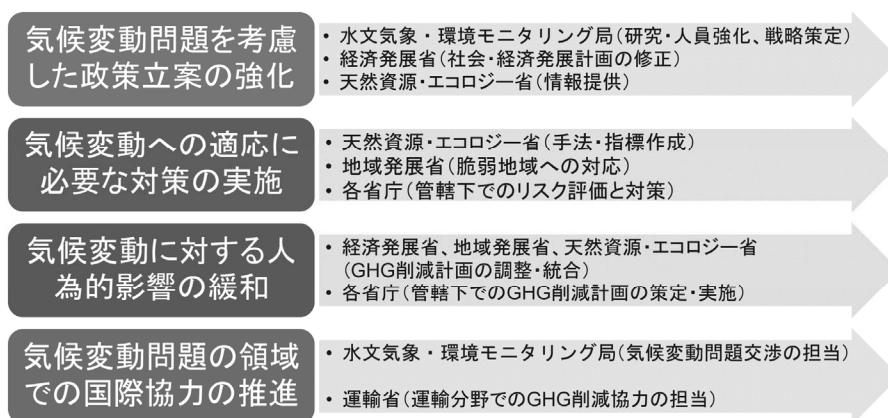 気候変動問題を考慮
した政策立案の強化
• 水文気象・環境モニタリング局(研究・人員強化、戦略策定)
• 経済発展省(社会・経済発展計画の修正)
• 天然資源・エコロジー省(情報提供)
気候変動への適応に
必要な対策の実施
• 天然資源・エコロジー省(手法・指標作成)
• 地域発展省(脆弱地域への対応)
• 各省庁(管轄下でのリスク評価と対策)
気候変動に対する人
為的影響の緩和
• 経済発展省、地域発展省、天然資源・エコロジー省
(GHG削減計画の調整・統合)
• 各省庁(管轄下でのGHG削減計画の策定・実施)
気候変動問題の領域
での国際協力の推進
• 水文気象・環境モニタリング局(気候変動問題交渉の担当)
• 運輸省(運輸分野でのGHG削減協力の担当)